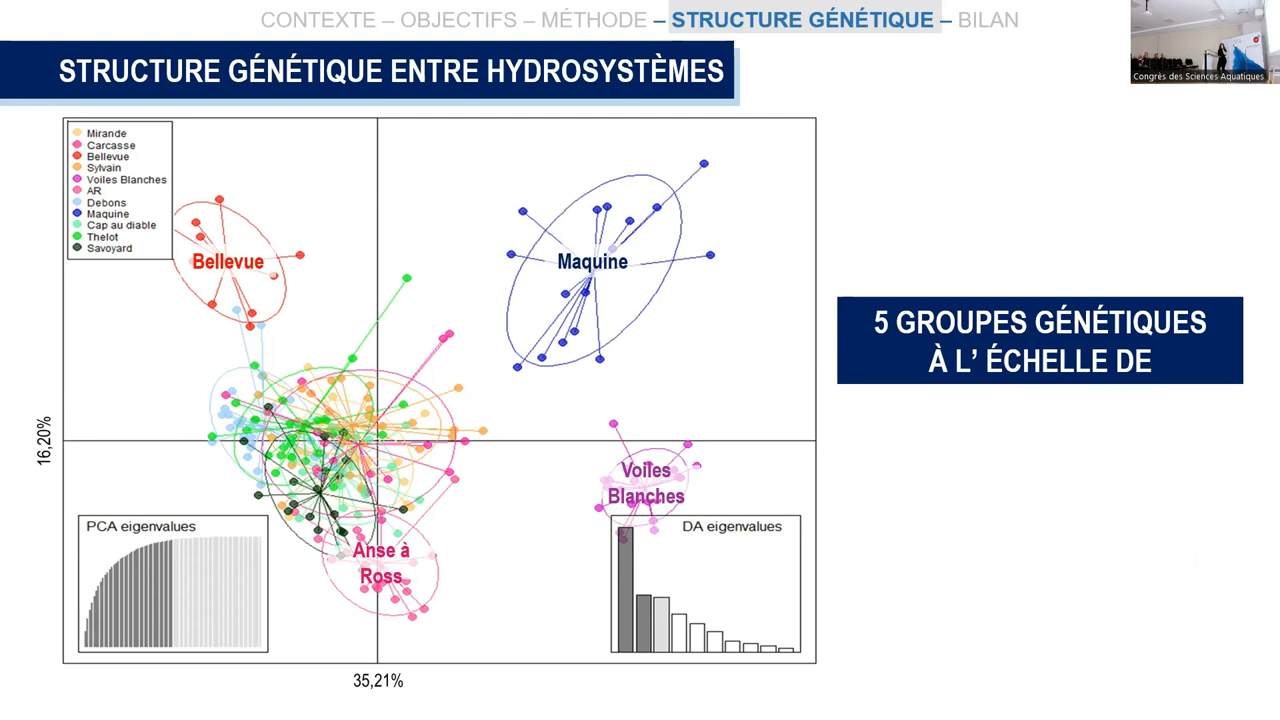 CONTEXTE – OBJECTIFS – MÉTHODE – STRUCTURE GÉNÉTIQUE – BILAN
Congrès des Sciences Aquatiques
STRUCTURE GÉNÉTIQUE ENTRE HYDROSYSTÈMES
Mirande
Carcasse
Bellevue
Sylvain
Voiles Blanches
AR
Debons
Maquine
Cap au diable
Thelot
Savoyard
Bellevue
Maquine
5 GROUPES GÉNÉTIQUES
À L’ ÉCHELLE DE
16,20%
Voiles
Blanches
PCA eigenvalues
DA eigenvalues
Anse à
Ross
35,21%